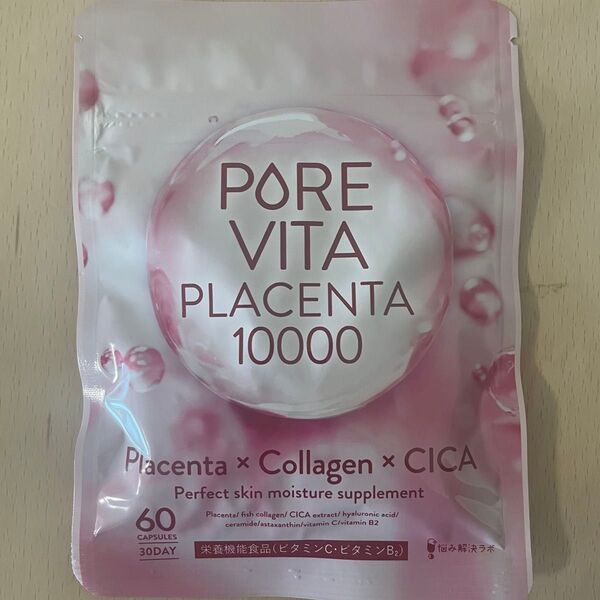 PORE
VITA
PLACENTA
10000
Placenta × Collagen × CICA
Perfect skin moisture supplement
Placenta/ fish collagen/ CICA extract/ hyaluronic acid/
ceramide/astaxanthin/vitamin C/vitamin B2
60
CAPSULES
30DAY
栄養機能食品(ビタミンC・ビタミンB₂)
悩み解決ラボ